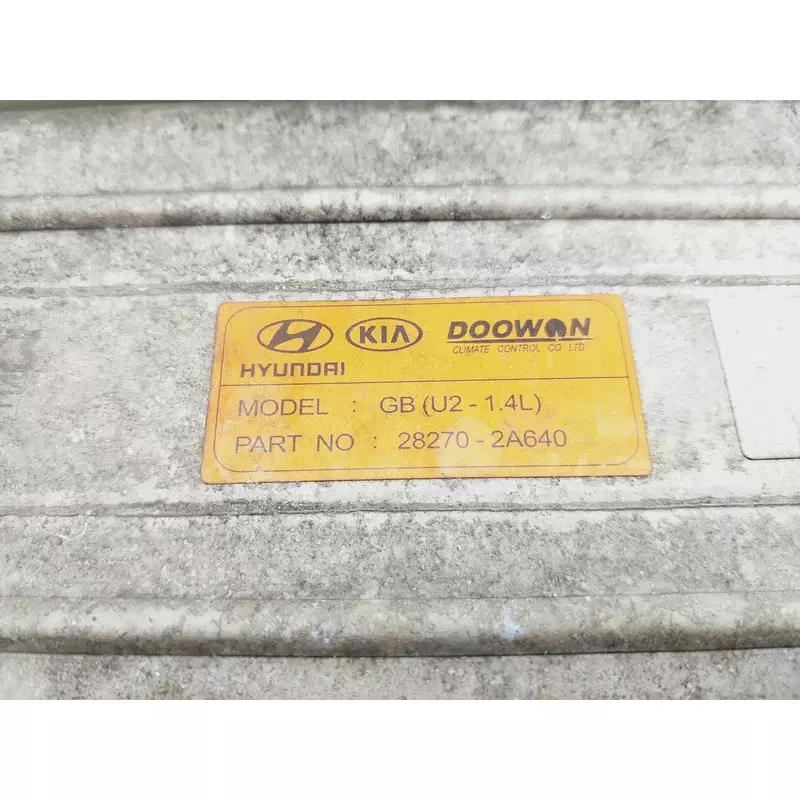 KIA DOOWON
CLIMATE CONTROL CO LTD
HYUNDAI
MODEL : GB (U2 - 1.4L)
PART NO : 28270 - 2A640